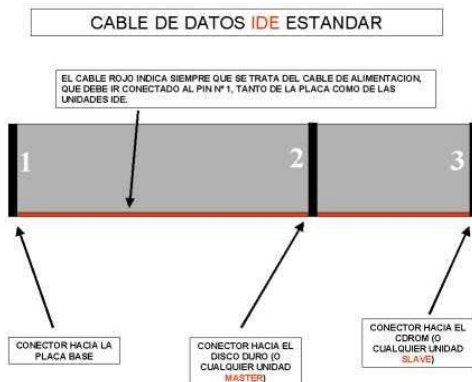 CABLE DE DATOS IDE ESTANDAR
EL CABLE ROJO INDICA SIEMPRE QUE SE TRATA DEL CABLE DE ALIMENTACION,
QUE DEBE IR CONECTADO AL PIN Nº 1, TANTO DE LA PLACA COMO DE LAS
UNIDADES IDE.
1
2
3
CONECTOR HACIA LA
PLACA BASE
CONECTOR HACIA EL
DISCO DURO (O
CUALQUIER UNIDAD
MASTER)
CONECTOR HACIA EL
CDROM (O
CUALQUIER UNIDAD
SLAVE)